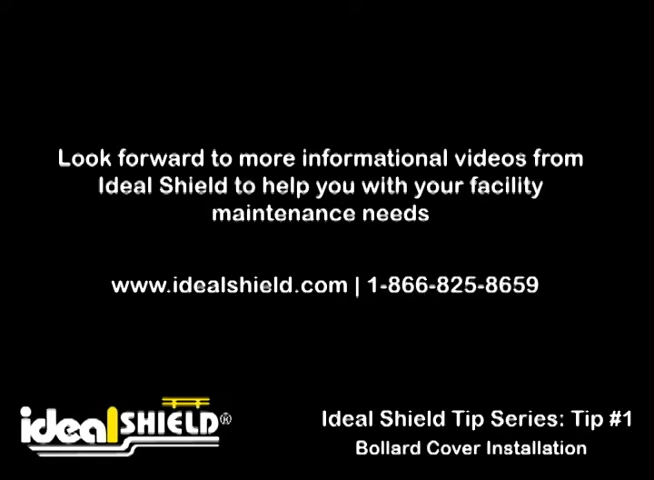 Look forward to more informational videos from
Ideal Shield to help you with your facility
maintenance needs
www.idealshield.com | 1-866-825-8659
idealSHIELD®
Ideal Shield Tip Series: Tip #1
Bollard Cover Installation